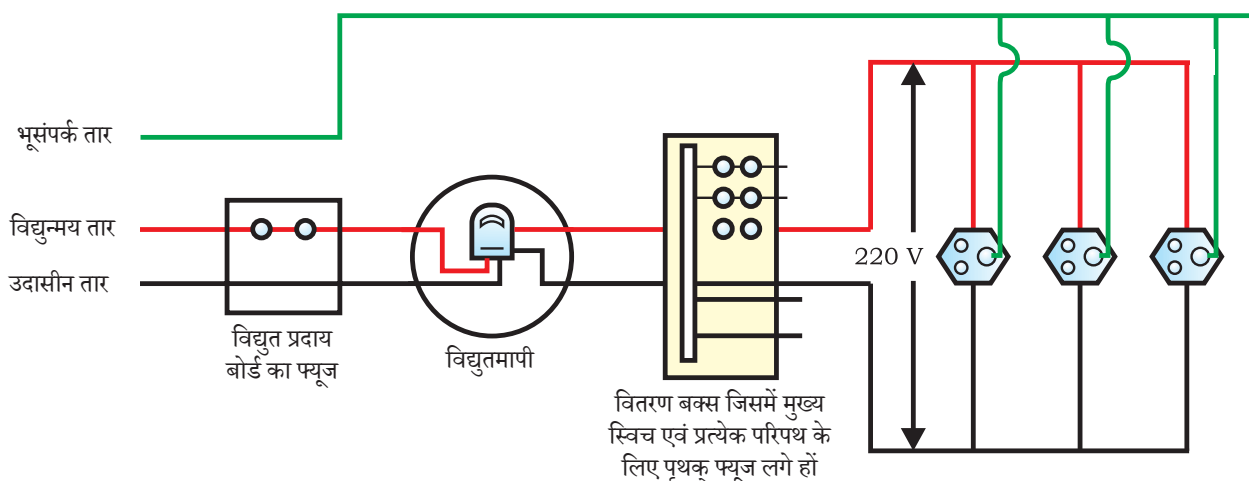 भूसंपर्क तार
विद्युन्मय तार
उदासीन तार
विद्युत प्रदाय
बोर्ड का फ्यूज
विद्युतमापी
वितरण बक्स जिसमें मुख्य
स्विच एवं प्रत्येक परिपथ के
लिए पृथक् फ्यूज लगे हों
220 V